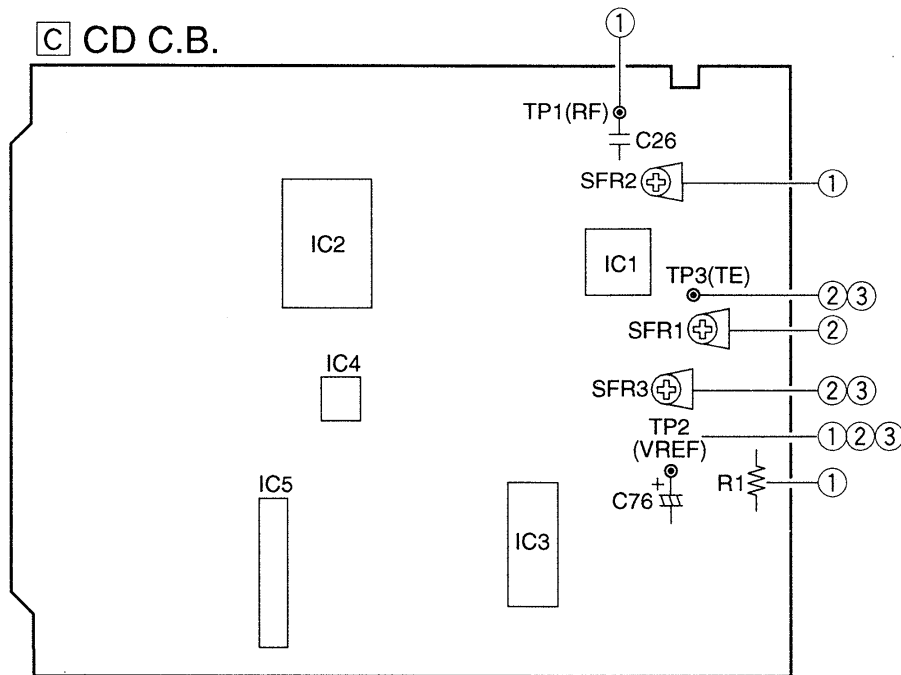 C CD C.B.
①
TP1(RF)
C26
SFR2
①
IC2
IC1
TP3(TE)
②③
SFR1
②
IC4
SFR3
②③
TP2
(VREF)
①②③
IC5
R1
①
+
C76
IC3